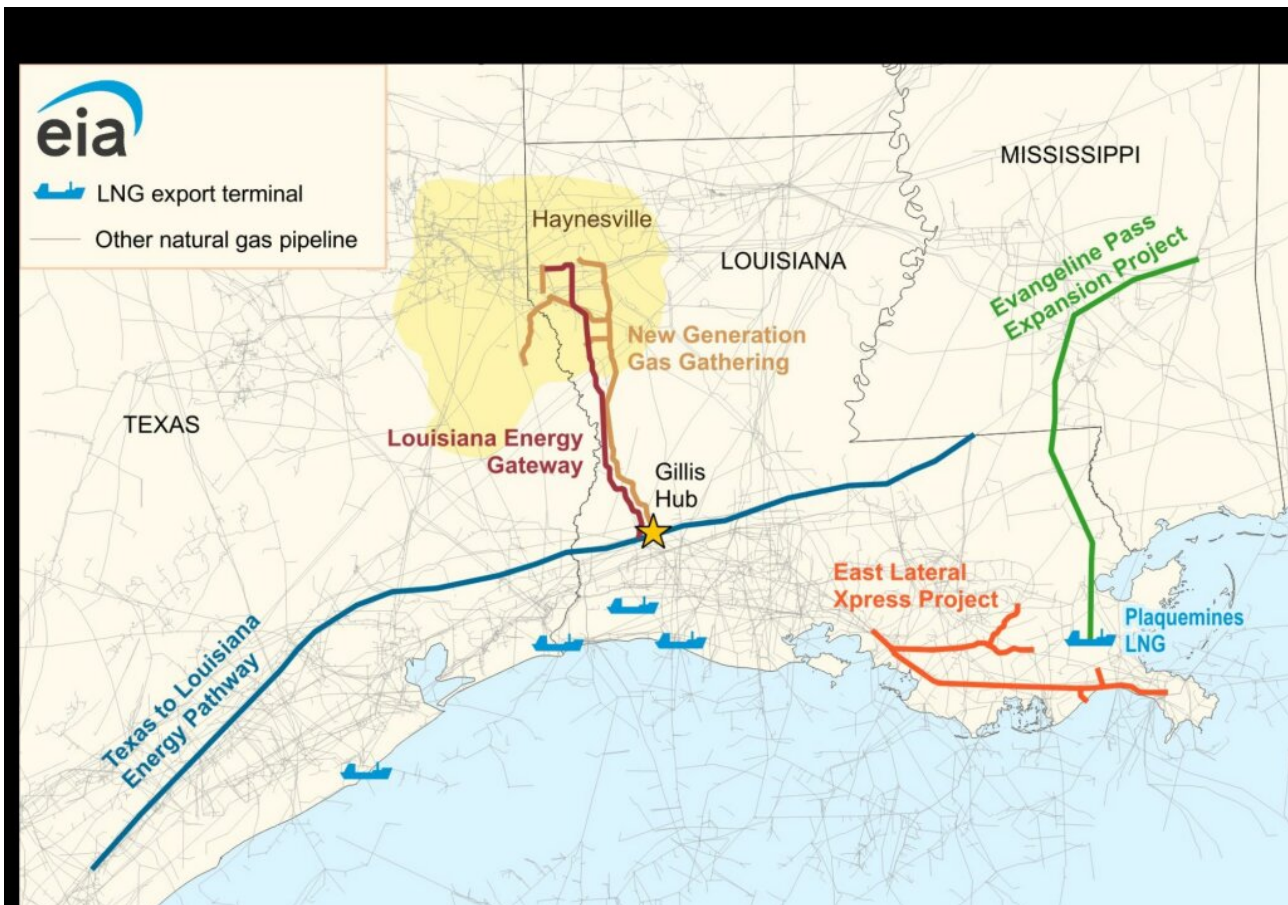 eia
LNG export terminal
Other natural gas pipeline
MISSISSIPPI
Haynesville
LOUISIANA
Evangeline Pass
Expansion Project
New Generation
Gas Gathering
TEXAS
Louisiana Energy
Gateway
Gillis
Hub
East Lateral
Xpress Project
Plaquemines
LNG
Texas to Louisiana
Energy Pathway